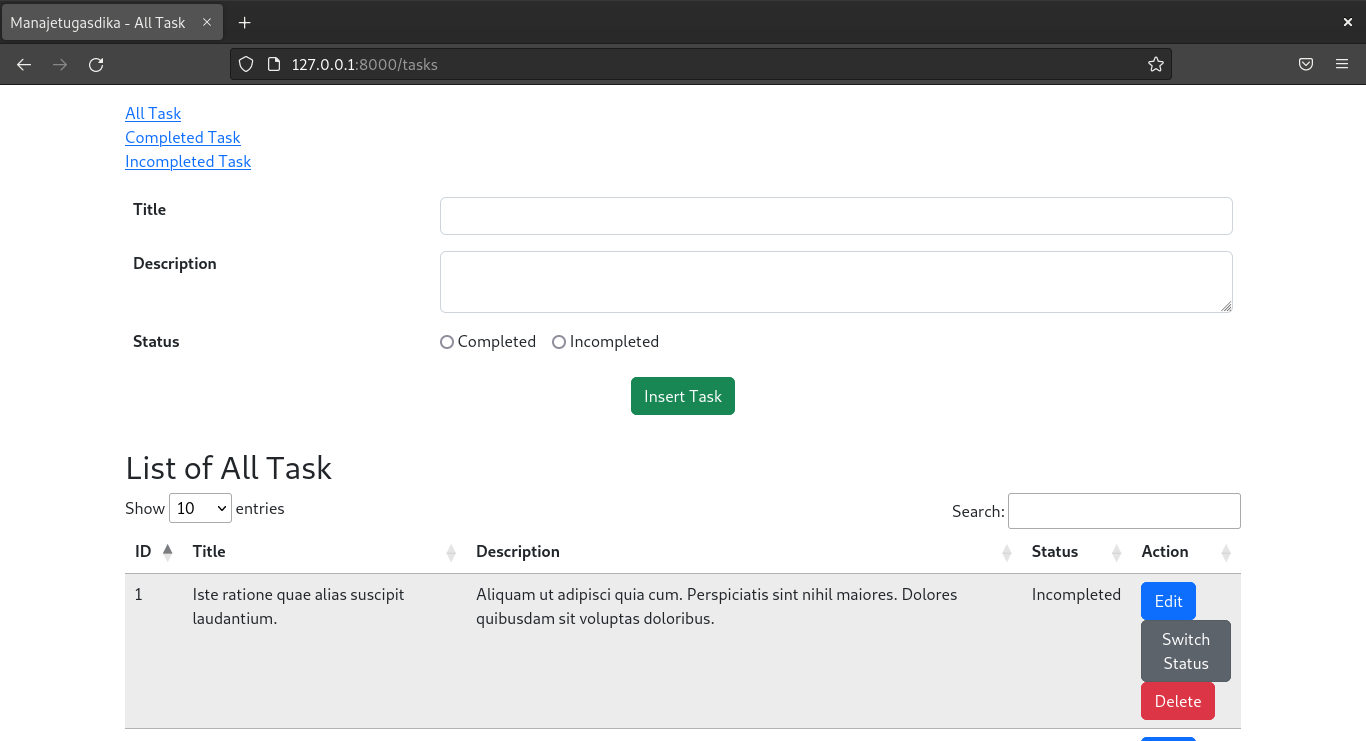 Manajetugasdika - All Task
127.0.0.1:8000/tasks
All Task
Completed Task
Incompleted Task
Title
Description
Status
Completed Incompleted
Insert Task
List of All Task
Show 10 entries
Search:
ID Title Description Status Action
1 Iste ratione quae alias suscipit Aliquam ut adipisci quia cum. Perspiciatis sint nihil maiores. Dolores Incompleted Edit
laudantium. quibusdam sit voluptas doloribus.
Switch
Status
Delete